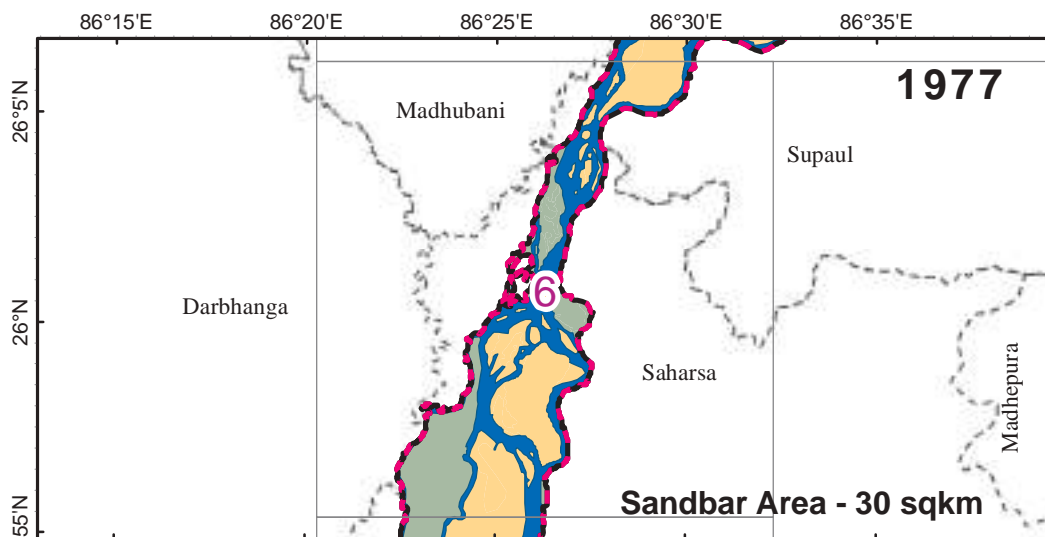 86°15'E 86°20'E 86°25'E 86°30'E 86°35'E
1977
26°5'N
Madhubani
Supaul
6
Darbhanga
26°N
Saharsa
Madhepura
Sandbar Area - 30 sqkm
55'N